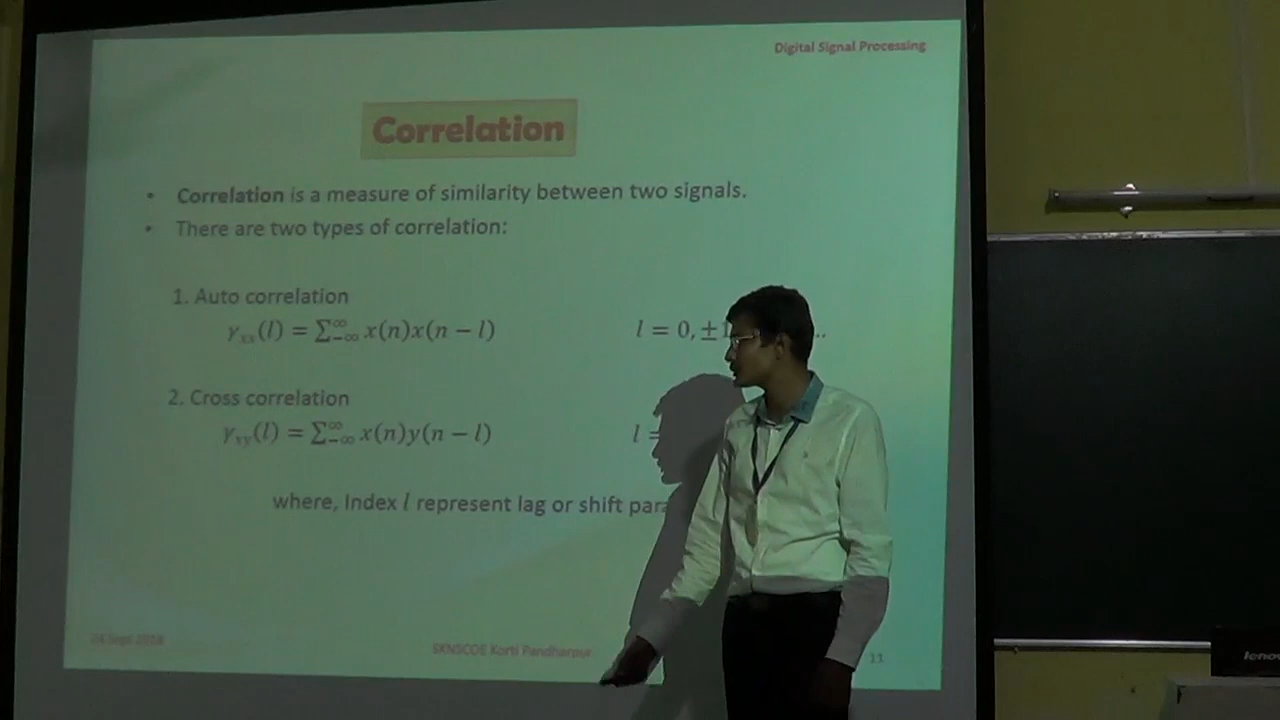 Digital Signal Processing
Correlation
• Correlation is a measure of similarity between two signals.
• There are two types of correlation:
1. Auto correlation
γₓₓ(l) = ∑₋∞^∞ x(n)x(n − l) l = 0, ±1 ..
2. Cross correlation
γₓᵧ(l) = ∑₋∞^∞ x(n)y(n − l) l =
where, Index l represent lag or shift para
SKNSCOE Korti Pandharpur
11
lenovo